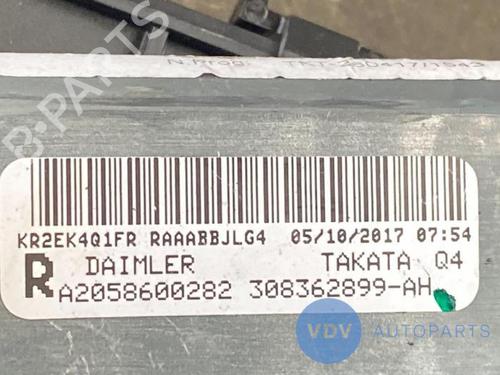 KR2EK4Q1FR RAAABBJLG4 05/10/2017 07:54
R DAIMLER TAKATA Q4
A2058600282 308362899-AH
VDV AUTOPARTS
B-PARTS